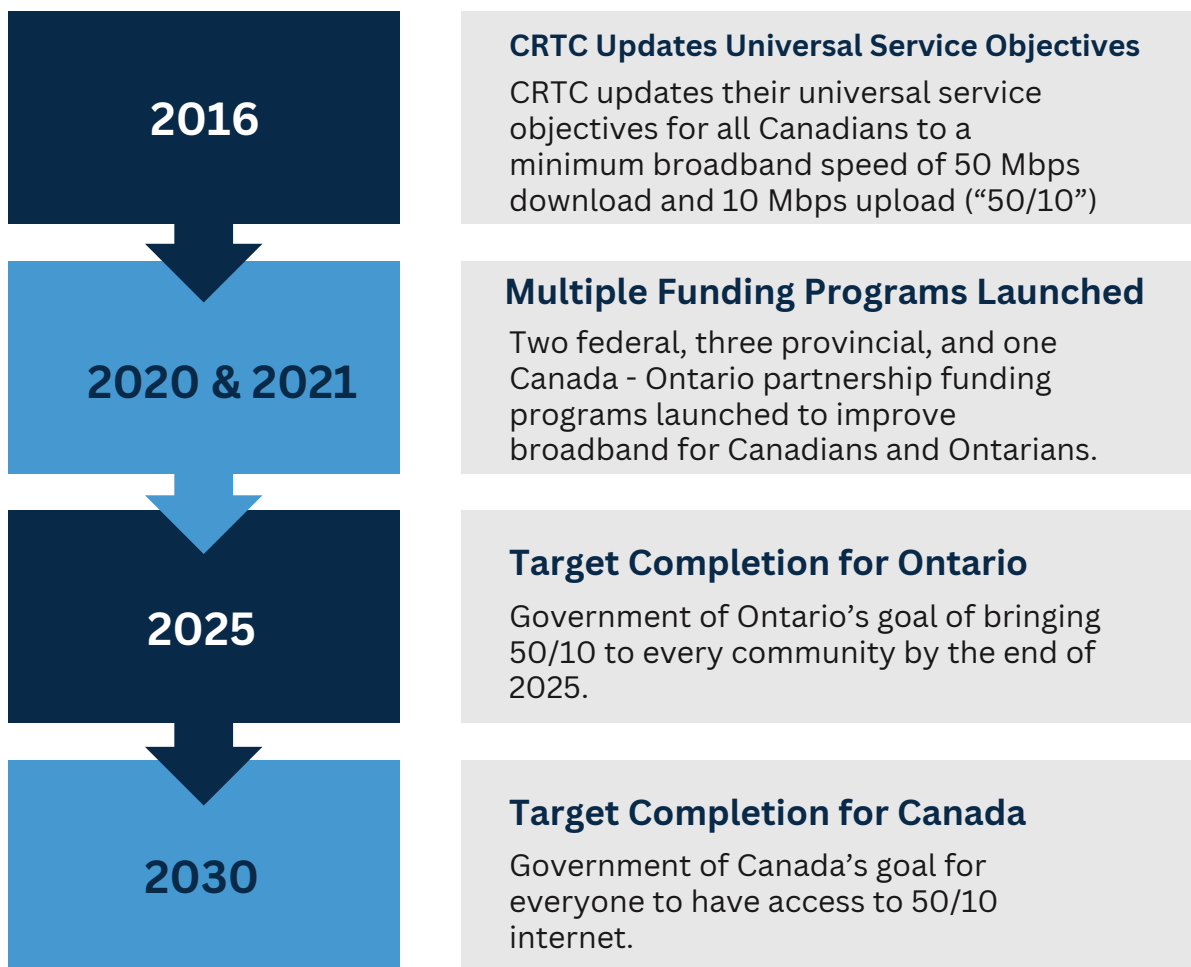 2016
CRTC Updates Universal Service Objectives
CRTC updates their universal service
objectives for all Canadians to a
minimum broadband speed of 50 Mbps
download and 10 Mbps upload (“50/10”)
2020 & 2021
Multiple Funding Programs Launched
Two federal, three provincial, and one
Canada - Ontario partnership funding
programs launched to improve
broadband for Canadians and Ontarians.
2025
Target Completion for Ontario
Government of Ontario’s goal of bringing
50/10 to every community by the end of
2025.
2030
Target Completion for Canada
Government of Canada’s goal for
everyone to have access to 50/10
internet.